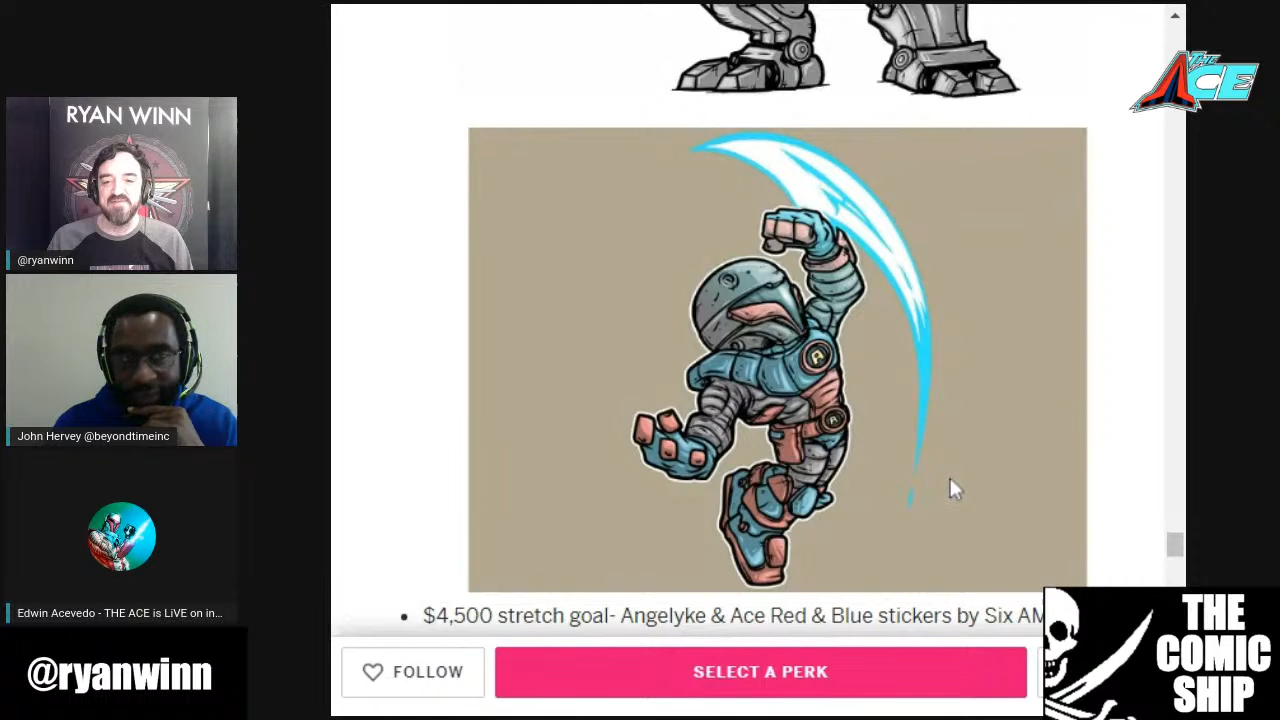 THE
ACE
RYAN WINN
@ryanwinn
John Hervey @beyondtimeinc
A
A
Edwin Acevedo - THE ACE is LiVE on in...
• $4,500 stretch goal- Angelyke & Ace Red & Blue stickers by Six AM
FOLLOW
SELECT A PERK
@ryanwinn
THE
COMIC
SHIP